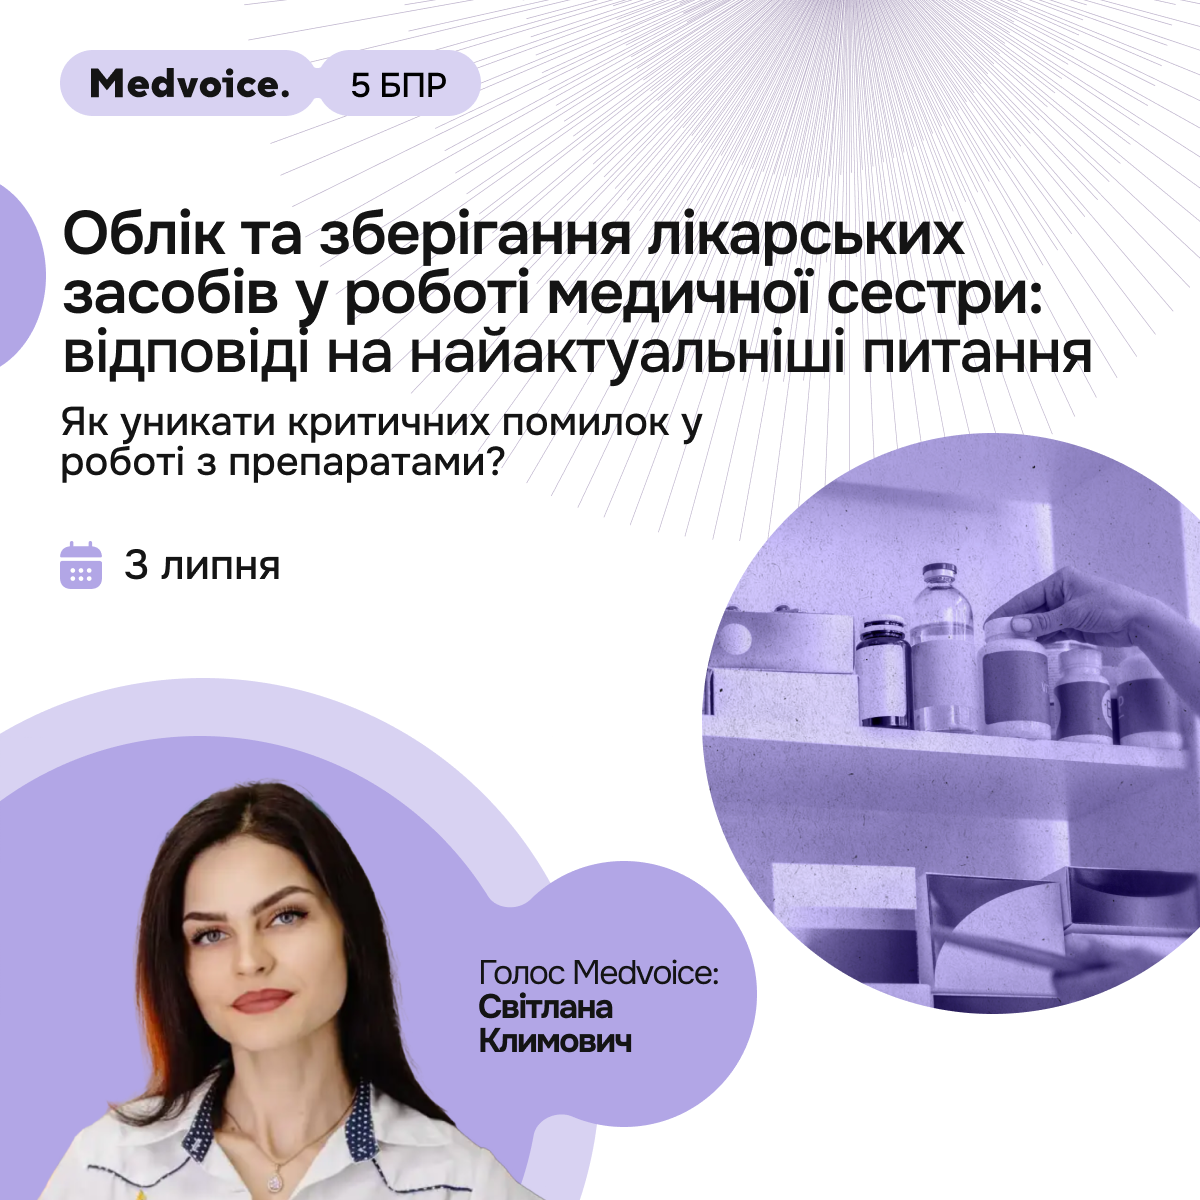 Medvoice.
5 БПР
Облік та зберігання лікарських
засобів у роботі медичної сестри:
відповіді на найактуальніші питання
Як уникати критичних помилок у
роботі з препаратами?
3 липня
Голос Medvoice:
Світлана
Климович